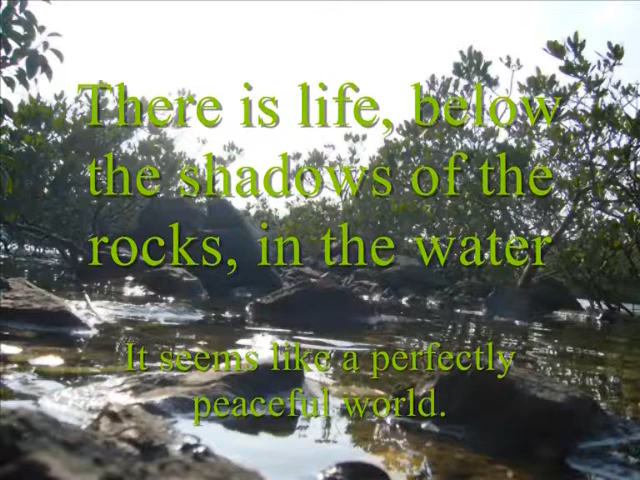 There is life, below
the shadows of the
rocks, in the water
It seems like a perfectly
peaceful world.